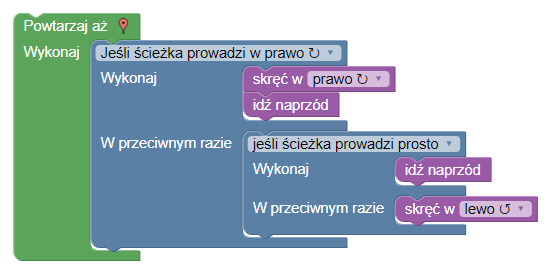 Powtarzaj aż
Wykonaj Jeśli ścieżka prowadzi w prawo ↻
Wykonaj skręć w prawo ↻
idź naprzód
W przeciwnym razie jeśli ścieżka prowadzi prosto
Wykonaj idź naprzód
W przeciwnym razie skręć w lewo ↺